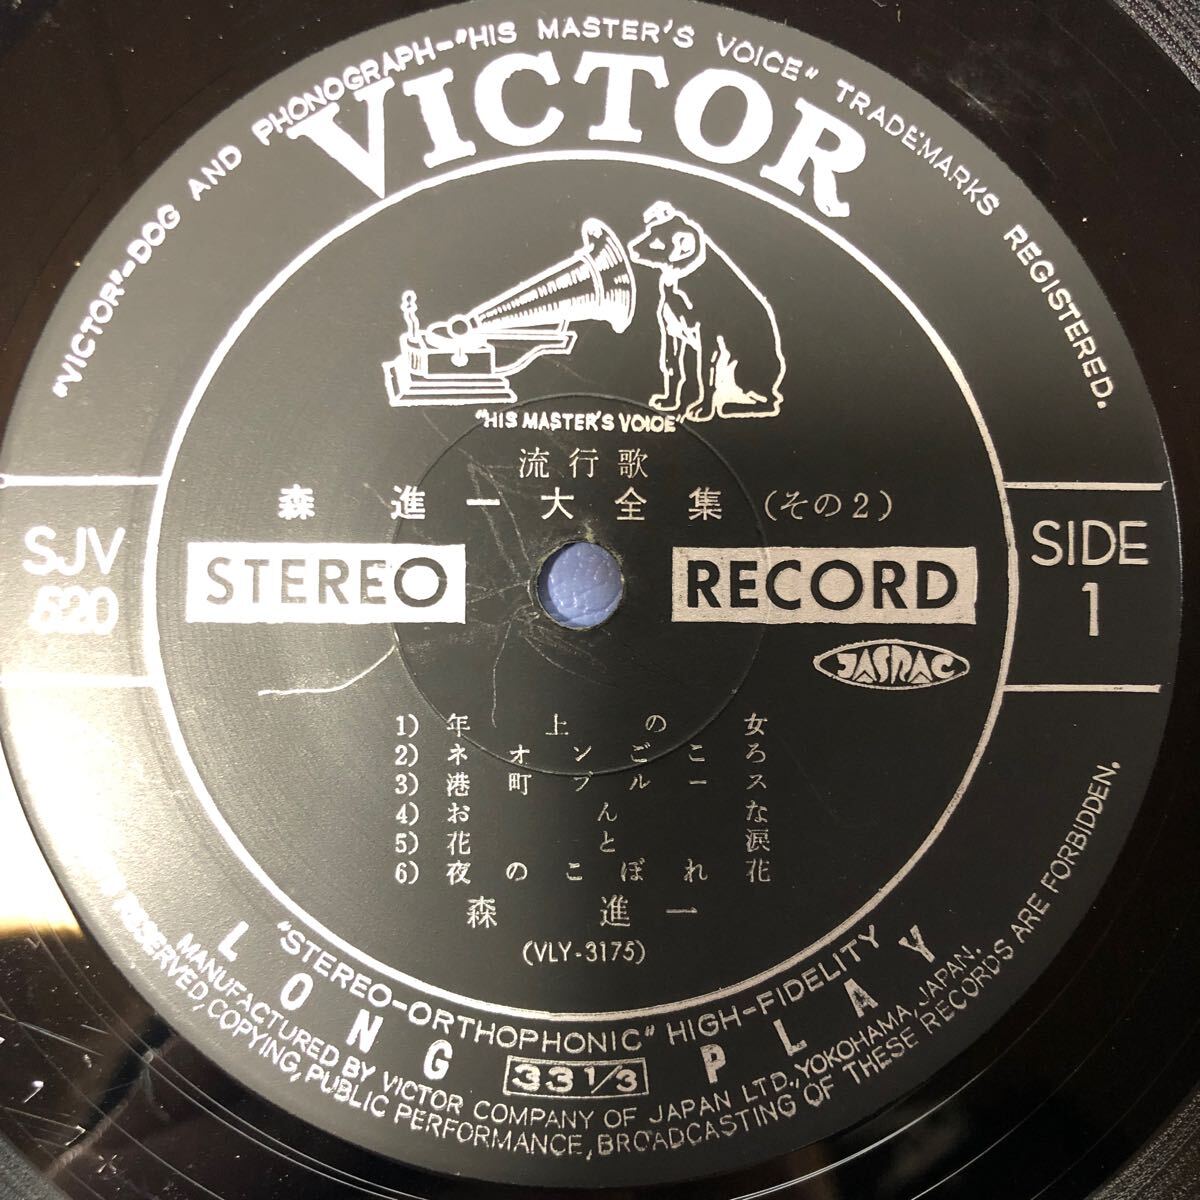 "VICTOR"-DOG AND PHONOGRAPH-"HIS MASTER'S VOICE" TRADEMARKS REGISTERED.
VICTOR
"HIS MASTER'S VOICE"
流行歌
森進一大全集(その2)
SJV
520
STEREO
RECORD
SIDE
1
JASRAC
1) 年上の女
2) ネオンごころ
3) 港町ブルース
4) おんな
5) 花と涙
6) 夜のこぼれ花
森進一
(VLY-3175)
"STEREO-ORTHOPHONIC" HIGH-FIDELITY
LONG PLAY
33 1/3
MANUFACTURED BY VICTOR COMPANY OF JAPAN LTD., YOKOHAMA, JAPAN.
RESERVED, COPYING, PUBLIC PERFORMANCE, BROADCASTING OF THESE RECORDS ARE FORBIDDEN.